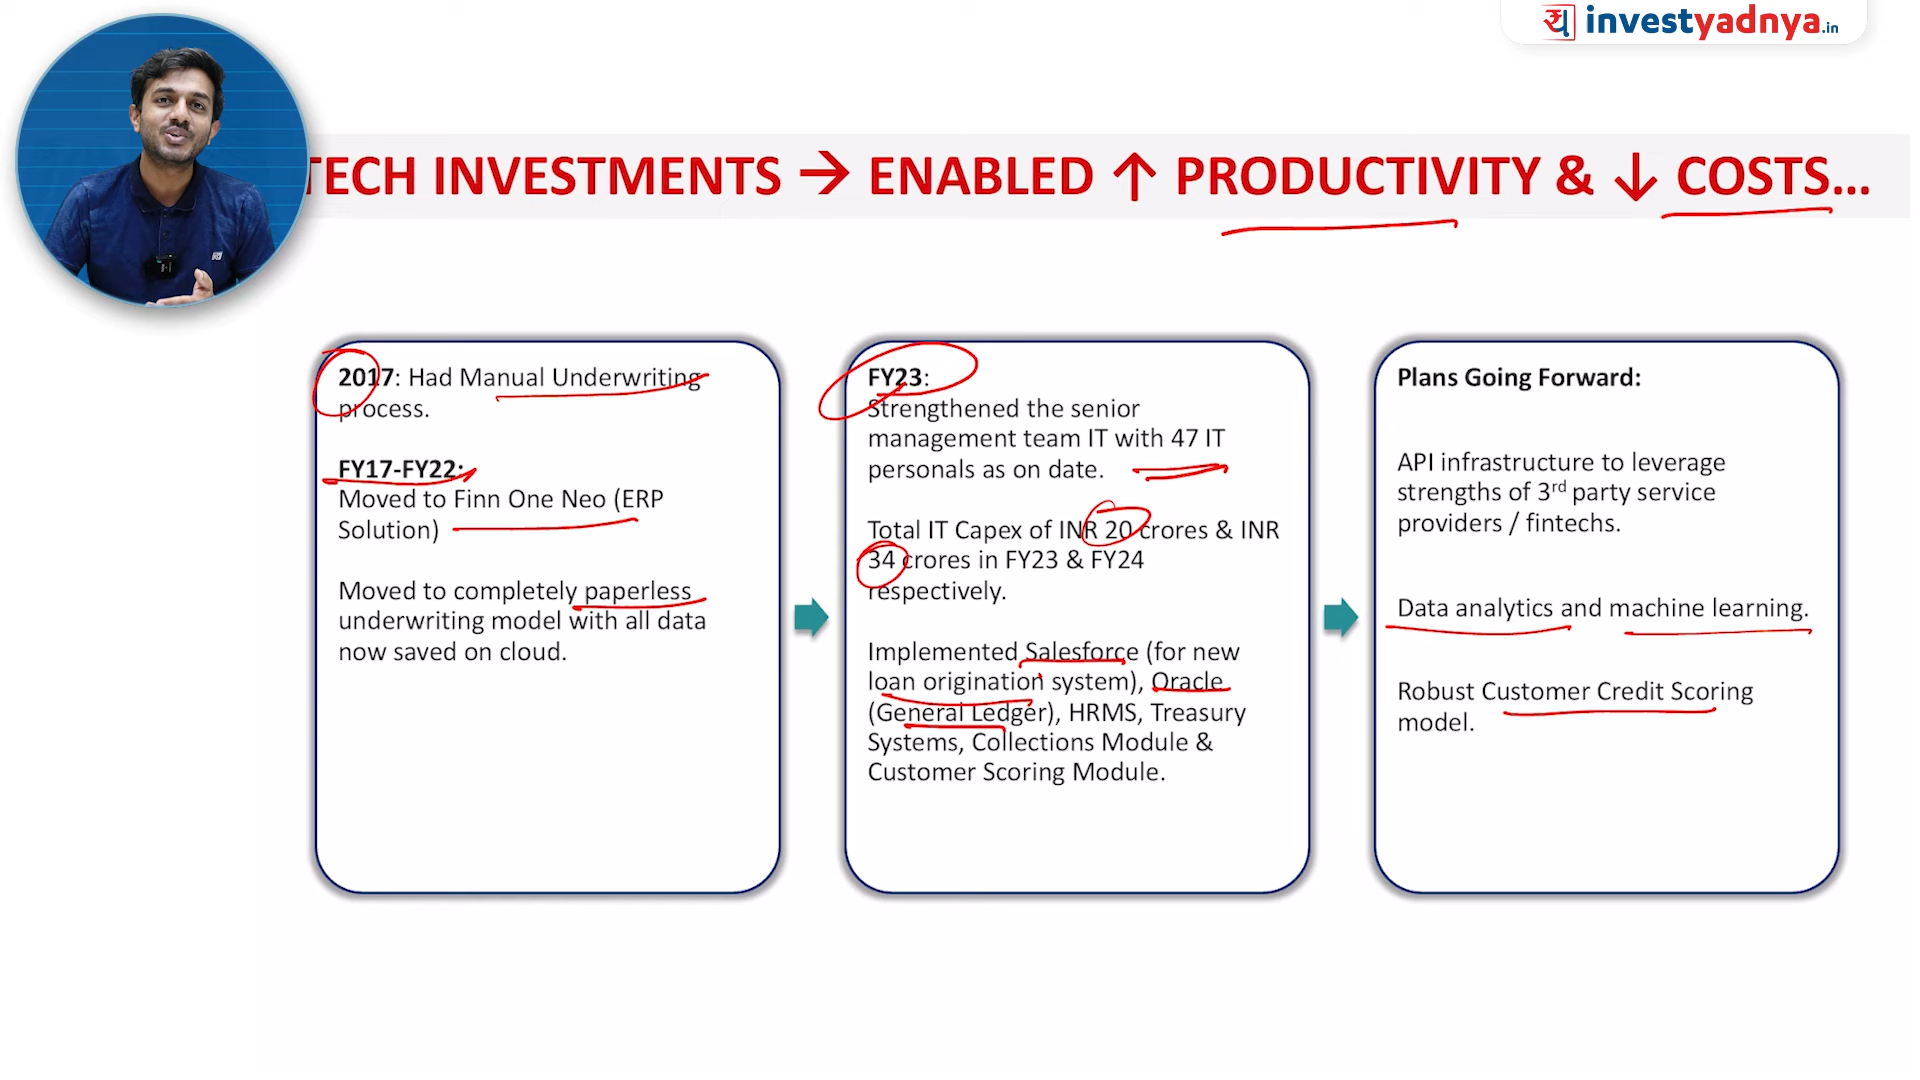 investyadnya.in
TECH INVESTMENTS → ENABLED ↑ PRODUCTIVITY & ↓ COSTS...
2017: Had Manual Underwriting
process.
FY17-FY22:
Moved to Finn One Neo (ERP
Solution)
Moved to completely paperless
underwriting model with all data
now saved on cloud.
FY23:
Strengthened the senior
management team IT with 47 IT
personals as on date.
Total IT Capex of INR 20 crores & INR
34 crores in FY23 & FY24
respectively.
Implemented Salesforce (for new
loan origination system), Oracle
(General Ledger), HRMS, Treasury
Systems, Collections Module &
Customer Scoring Module.
Plans Going Forward:
API infrastructure to leverage
strengths of 3rd party service
providers / fintechs.
Data analytics and machine learning.
Robust Customer Credit Scoring
model.